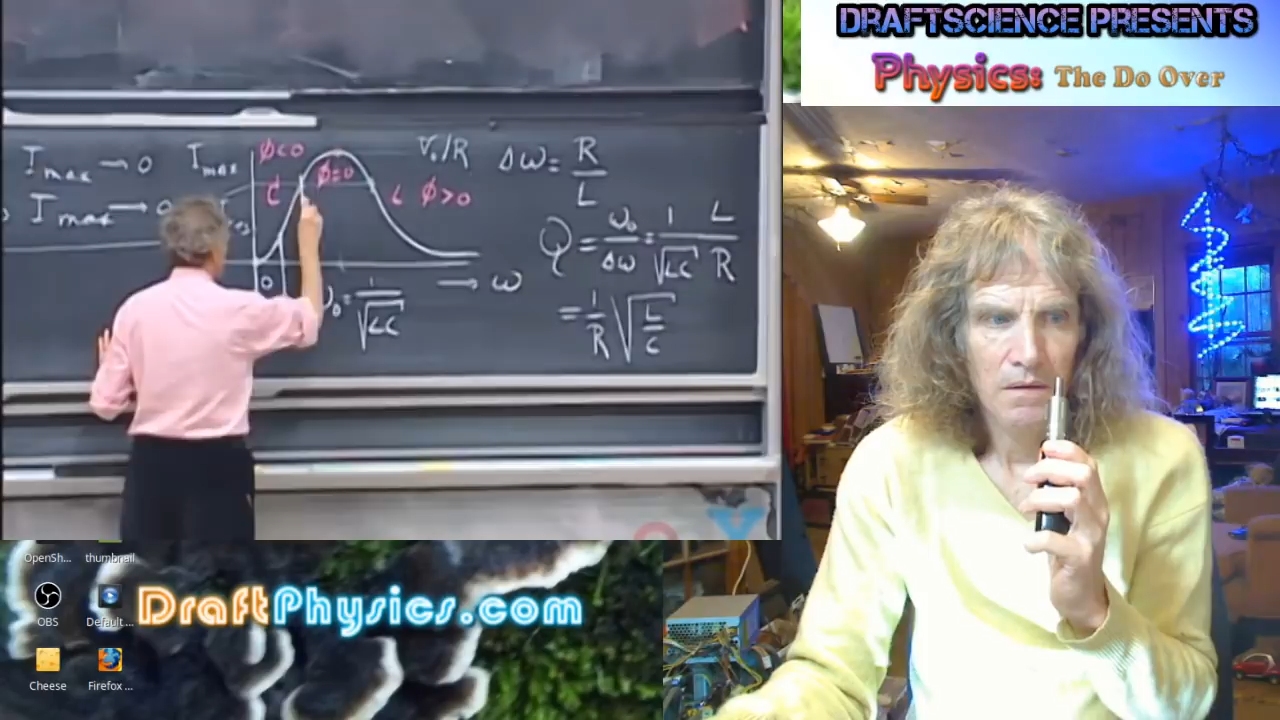 DRAFTSCIENCE PRESENTS
Physics: The Do Over
I max → 0
I max
ϕ<0
ϕ=0
V₀/R
Δω = R/L
I max → 0
C
L ϕ>0
Q = ω₀/Δω = 1/√LC L/R
0
ω₀ = 1/√LC
→ ω
= 1/R √L/C
OpenSh...
thumbnail
OBS
Default ...
DraftPhysics.com
Cheese
Firefox ...